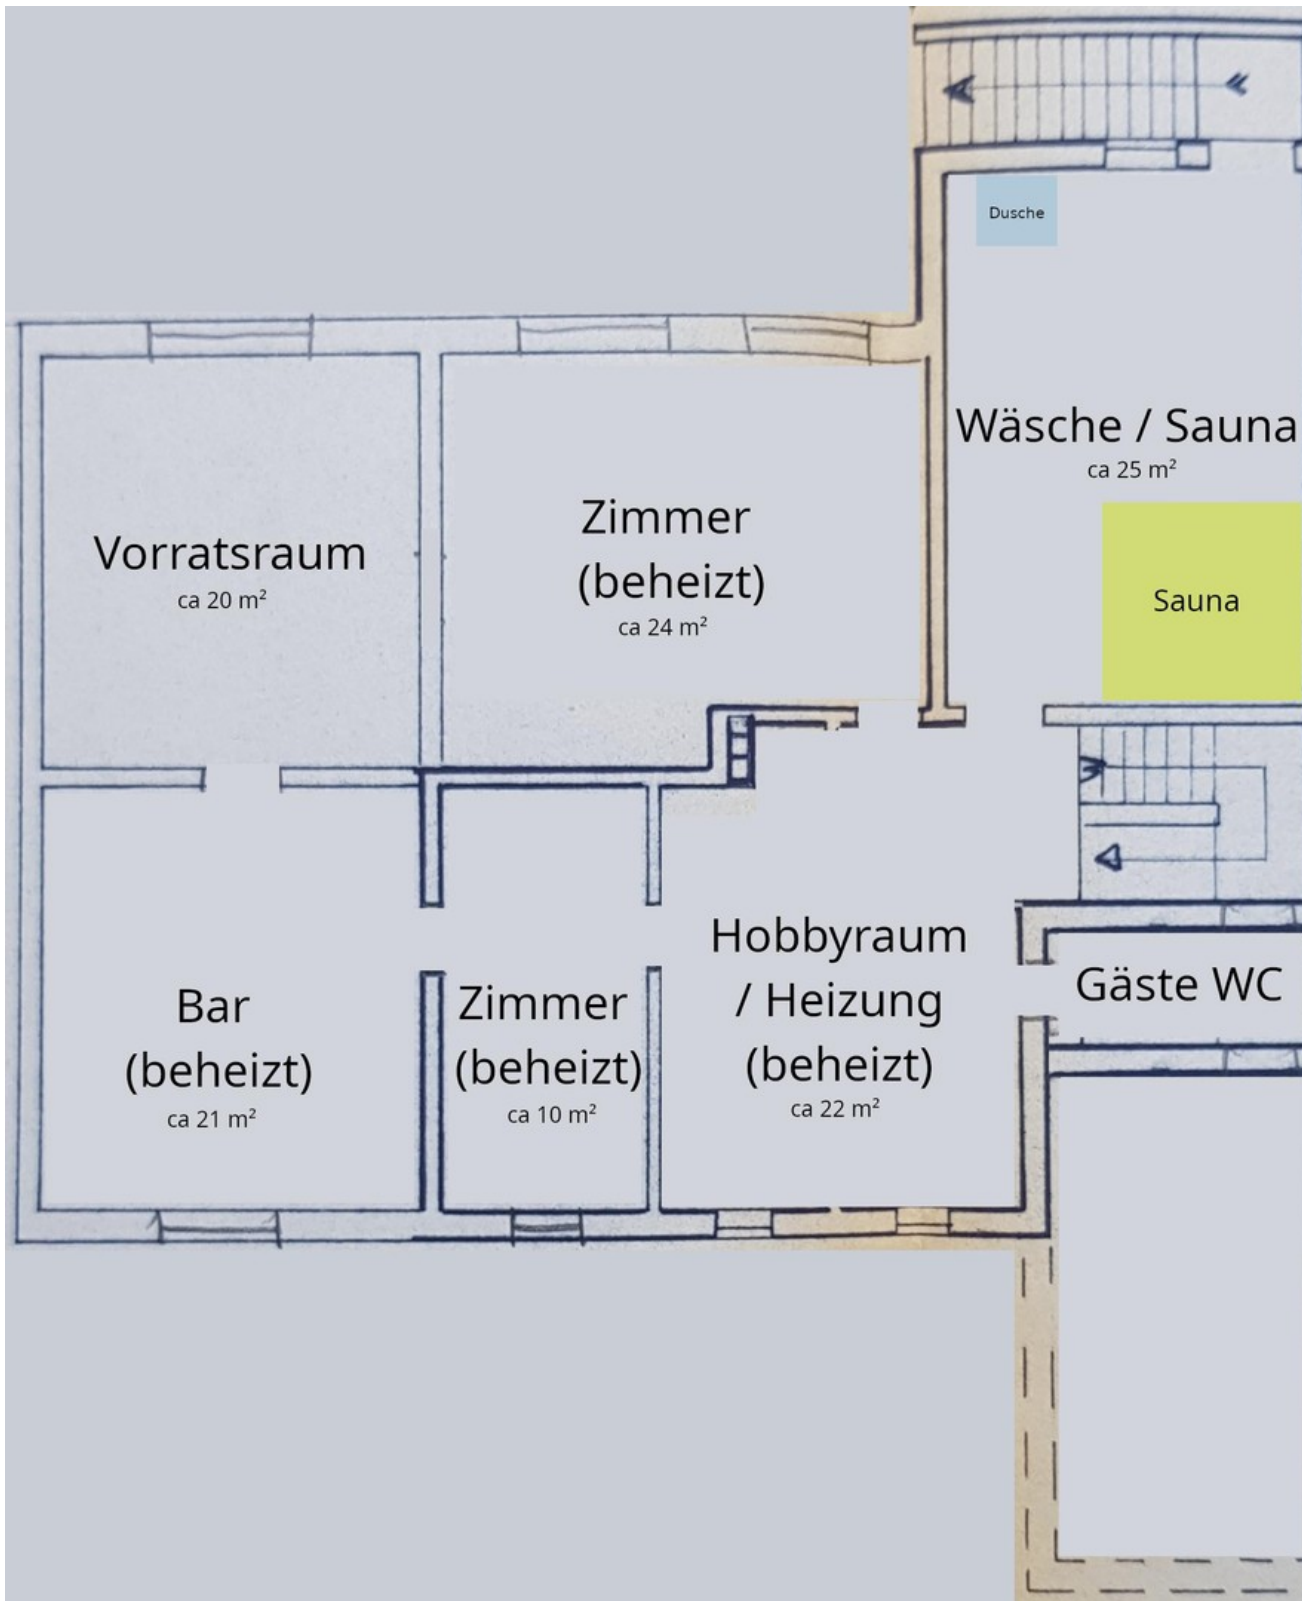 Dusche
Wäsche / Sauna
ca 25 m²
Sauna
Zimmer
(beheizt)
ca 24 m²
Vorratsraum
ca 20 m²
Hobbyraum
/ Heizung
(beheizt)
ca 22 m²
Gäste WC
Zimmer
(beheizt)
ca 10 m²
Bar
(beheizt)
ca 21 m²